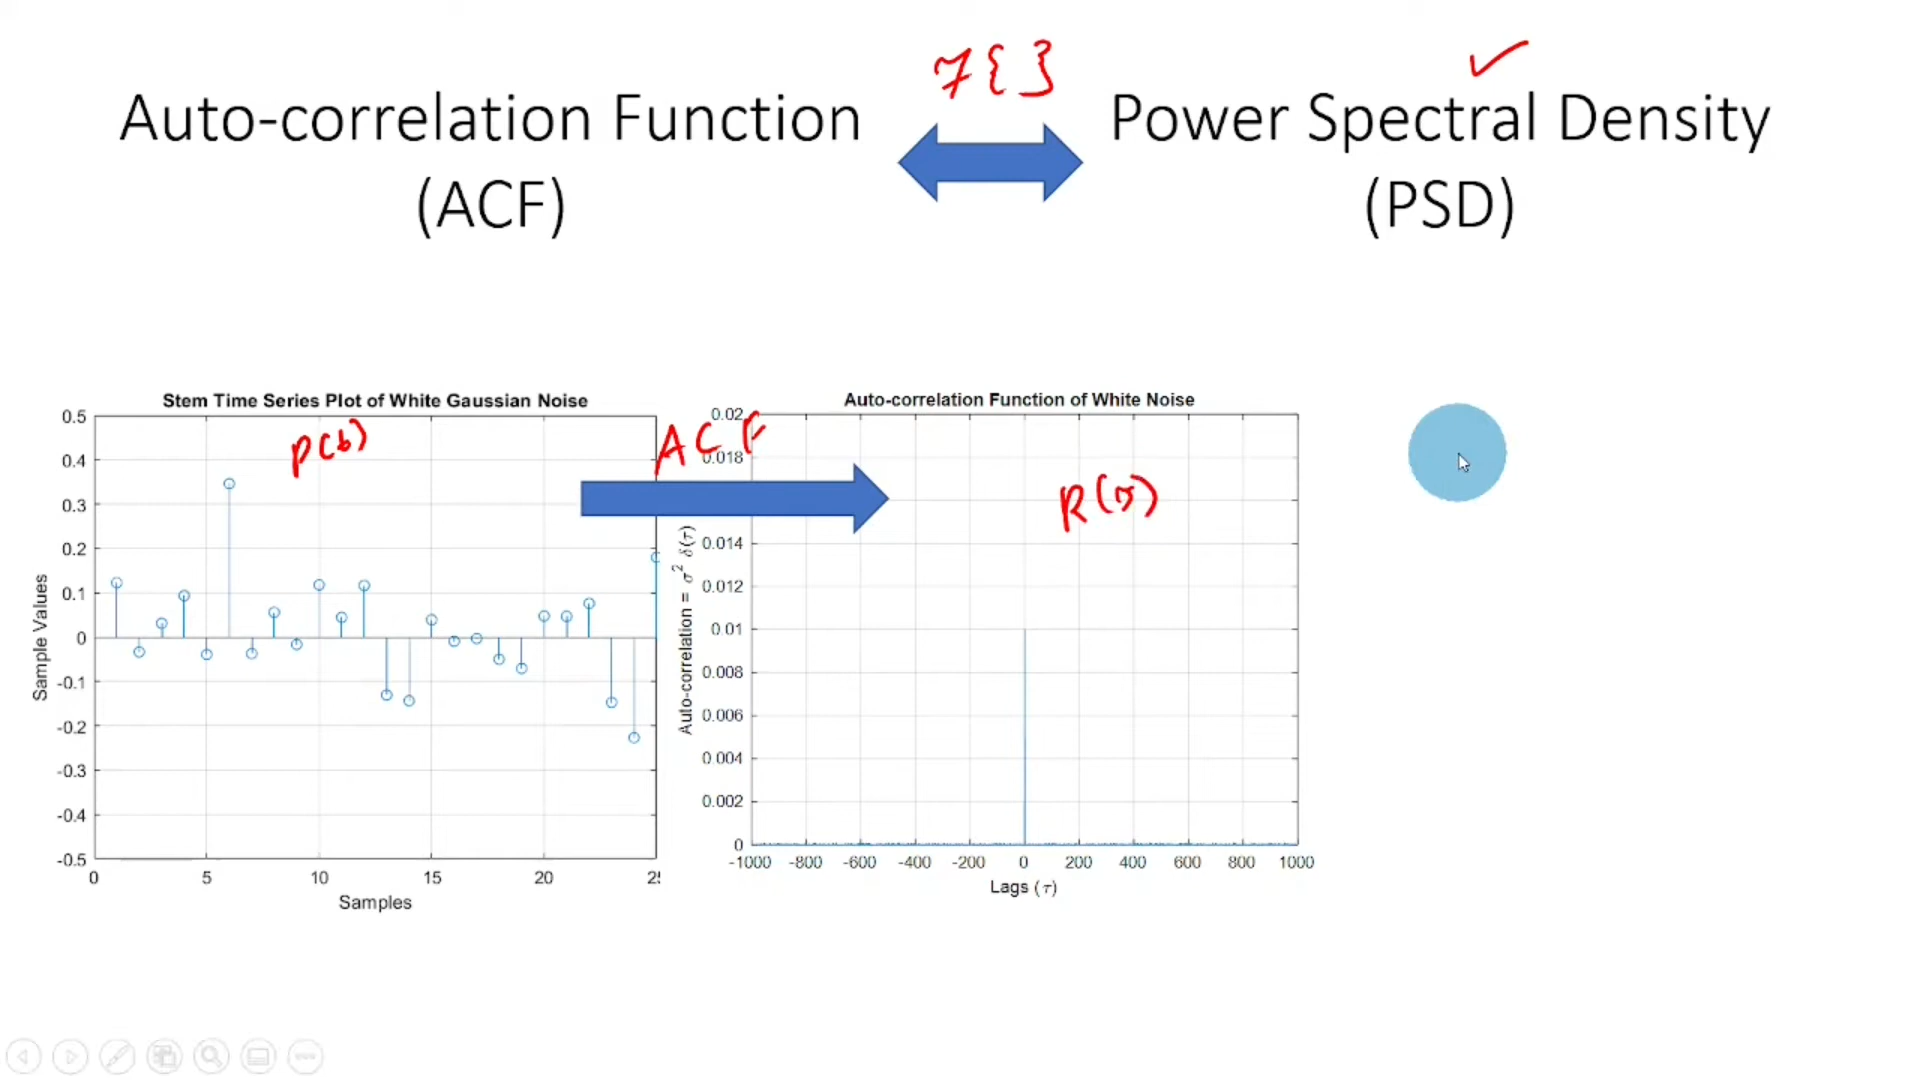 Auto-correlation Function
(ACF)
F{ }
Power Spectral Density
(PSD)
Stem Time Series Plot of White Gaussian Noise
p(t)
Sample Values
0.5
0.4
0.3
0.2
0.1
0
-0.1
-0.2
-0.3
-0.4
-0.5
0 5 10 15 20 25
Samples
ACF
Auto-correlation Function of White Noise
R(τ)
Auto-correlation = σ² δ(τ)
0.02
0.018
0.014
0.012
0.01
0.008
0.006
0.004
0.002
0
-1000 -800 -600 -400 -200 0 200 400 600 800 1000
Lags (τ)